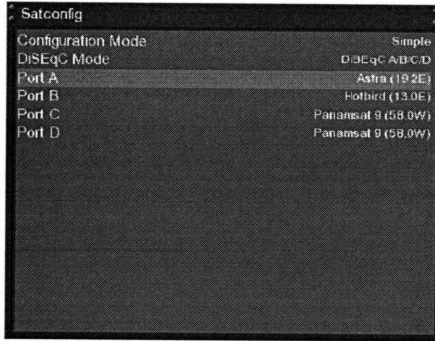 Satconfig
Configuration Mode Simple
DiSEqC Mode DiSEqC A/B/C/D
Port A Astra (19.2E)
Port B Hotbird (13.0E)
Port C Panamsat 9 (58.0W)
Port D Panamsat 9 (58.0W)